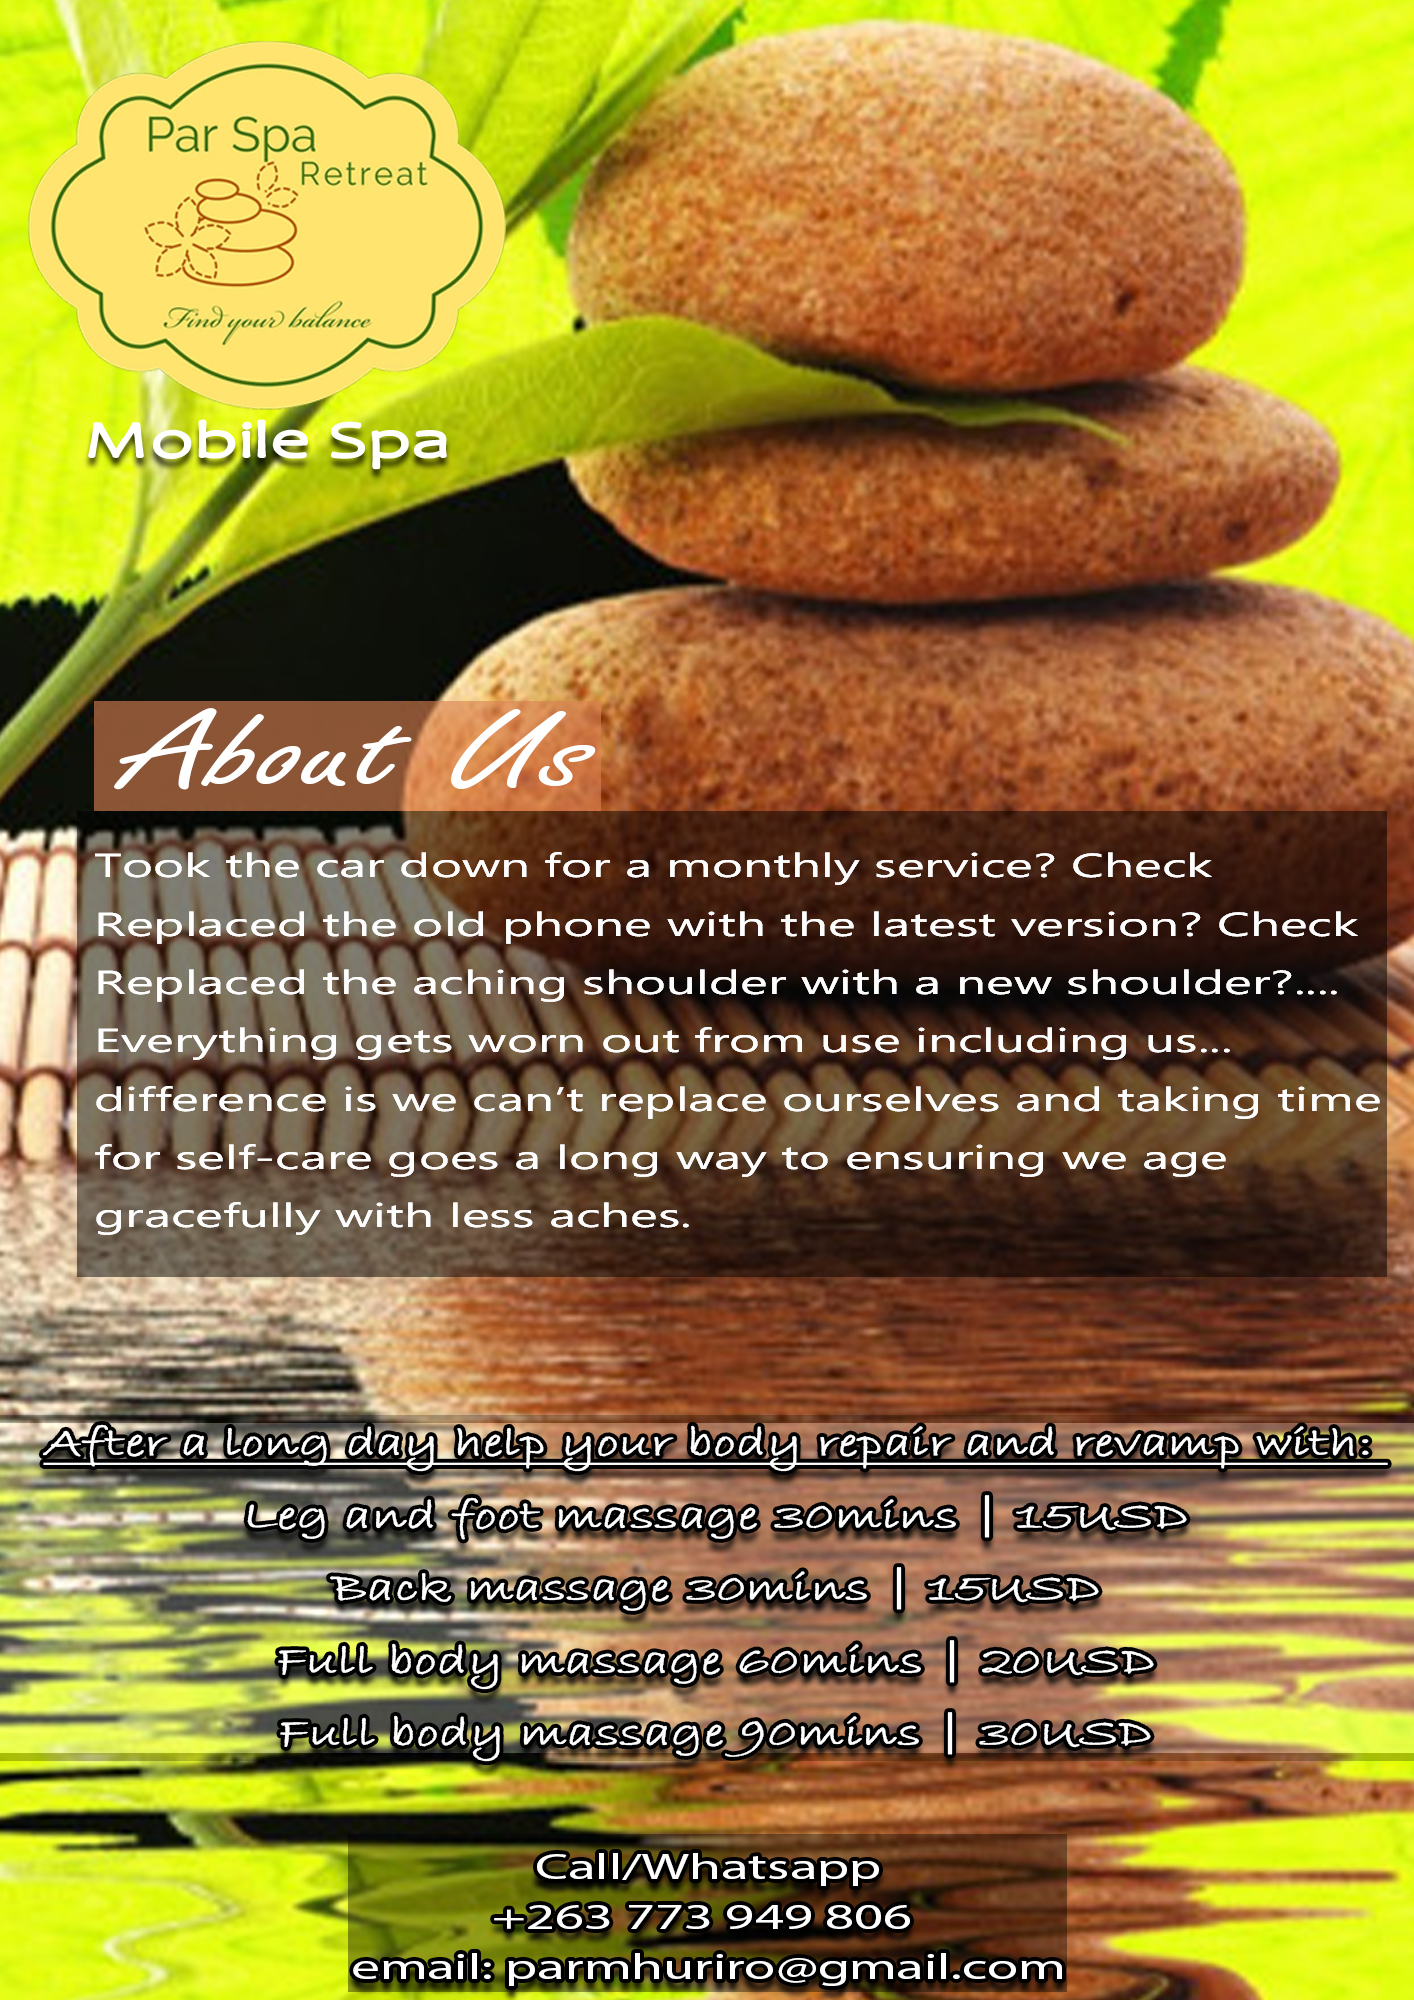 Par Spa
Retreat
Find your balance
Mobile Spa
About Us
Took the car down for a monthly service? Check
Replaced the old phone with the latest version? Check
Replaced the aching shoulder with a new shoulder?....
Everything gets worn out from use including us...
difference is we can’t replace ourselves and taking time
for self-care goes a long way to ensuring we age
gracefully with less aches.
After a long day help your body repair and revamp with:
Leg and foot massage 30mins | 15USD
Back massage 30mins | 15USD
Full body massage 60mins | 20USD
Full body massage 90mins | 30USD
Call/Whatsapp
+263 773 949 806
email: parmhuriro@gmail.com